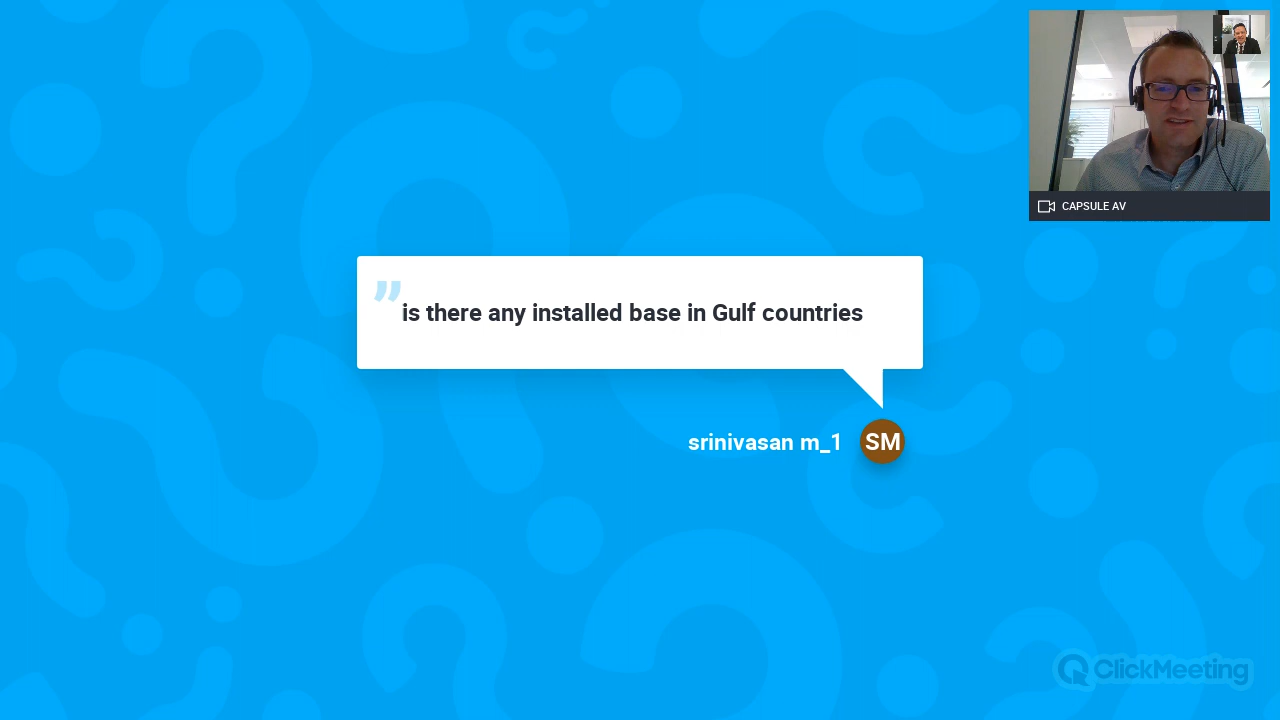 CAPSULE AV
"
is there any installed base in Gulf countries
srinivasan m_1
SM
ClickMeeting